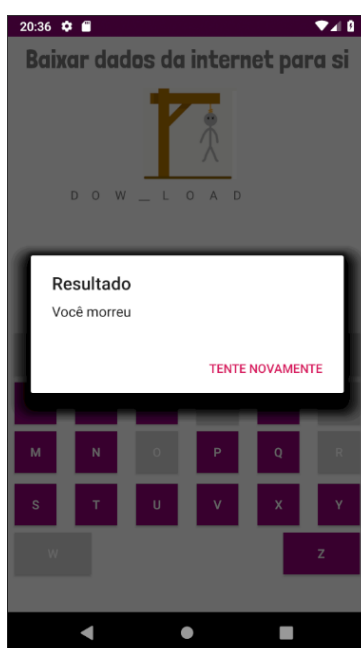 20:36
Baixar dados da internet para si
D O W _ L O A D
Resultado
Você morreu
TENTE NOVAMENTE
M N O P Q R
S T U V X Y
W Z